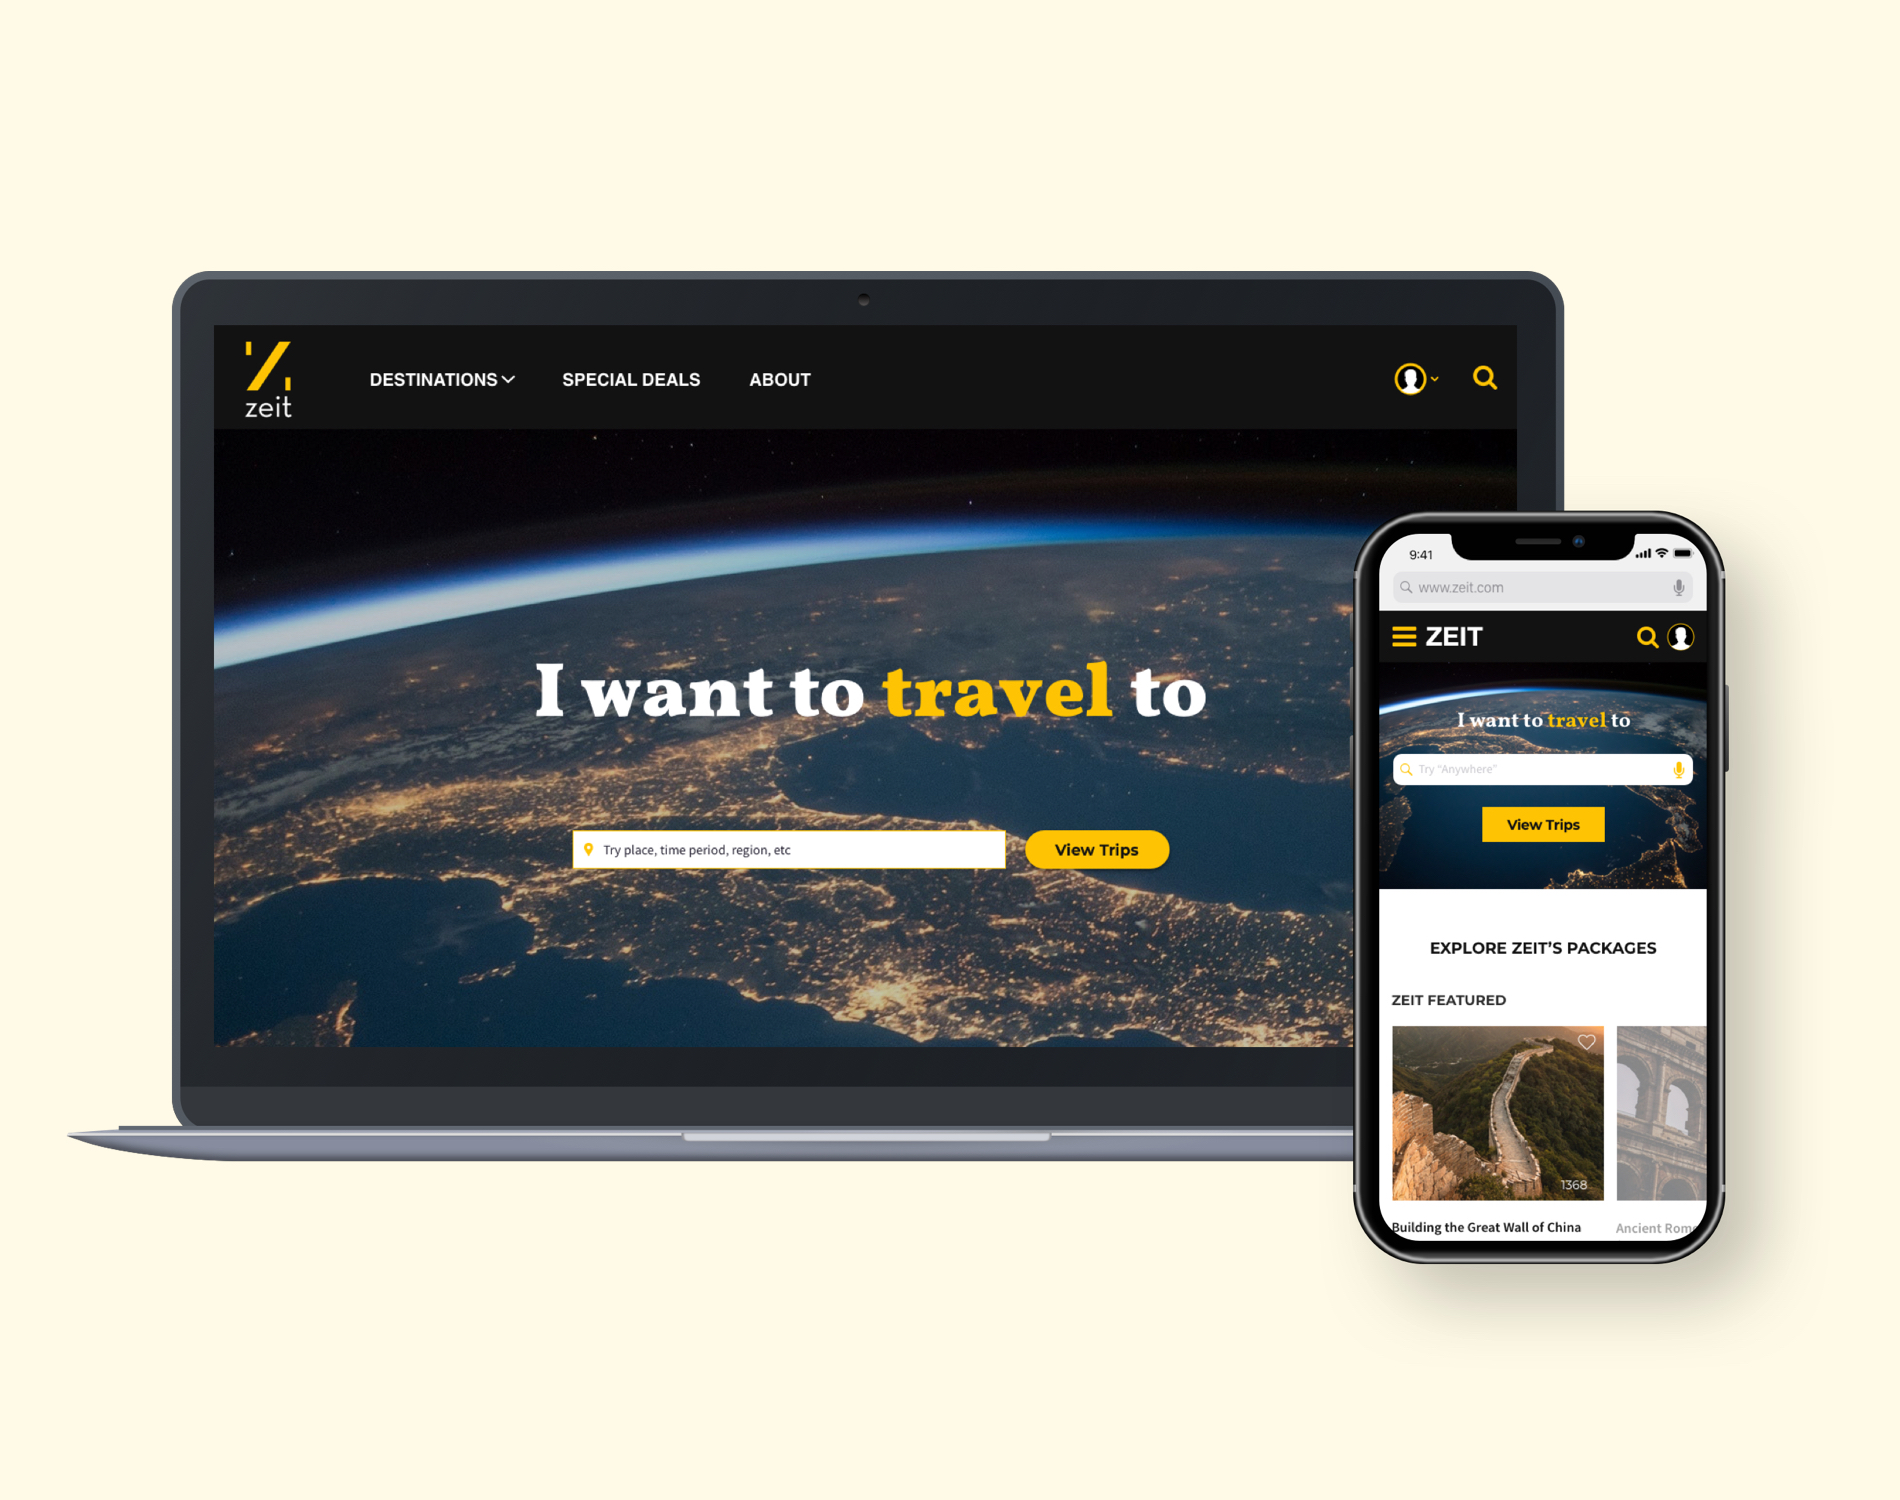 zeit
DESTINATIONS
SPECIAL DEALS
ABOUT
I want to travel to
Try place, time period, region, etc
View Trips
9:41
www.zeit.com
ZEIT
I want to travel to
Try "Anywhere"
View Trips
EXPLORE ZEIT'S PACKAGES
ZEIT FEATURED
1368
Building the Great Wall of China
Ancient Rome